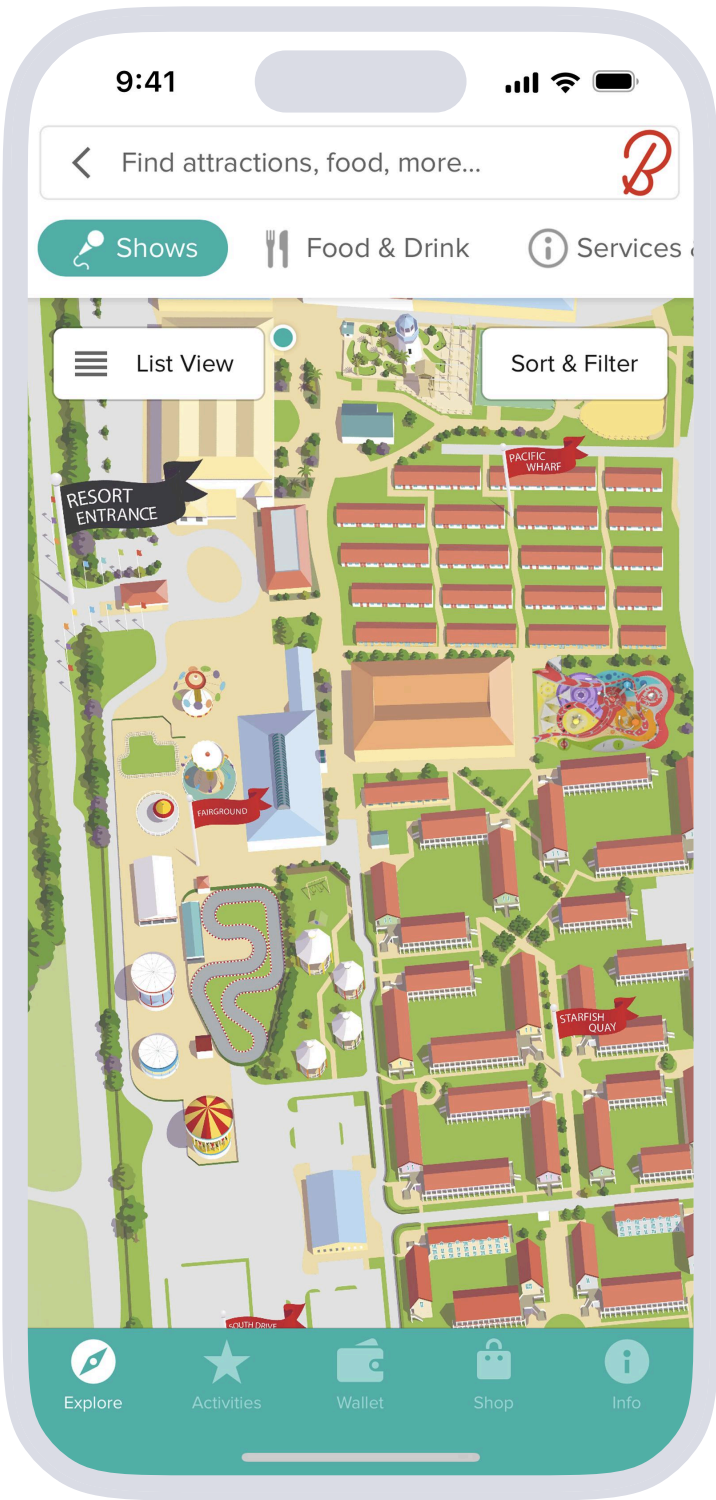 9:41
Find attractions, food, more...
B
Shows
Food & Drink
Services
List View
Sort & Filter
PACIFIC
WHARF
RESORT
ENTRANCE
FAIRGROUND
STARFISH
QUAY
SOUTH DRIVE
Explore
Activities
Wallet
Shop
Info